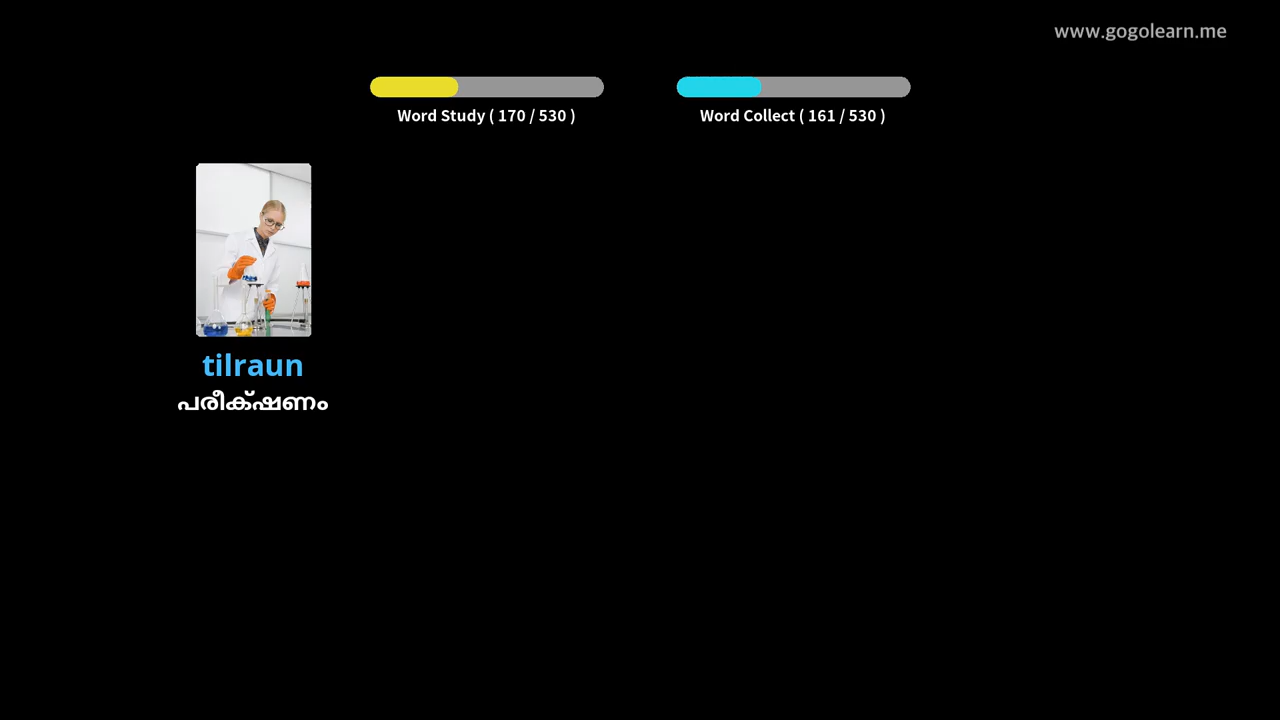 www.gogolearn.me
Word Study ( 170 / 530 )
Word Collect ( 161 / 530 )
tilraun
പരീക്ഷണം